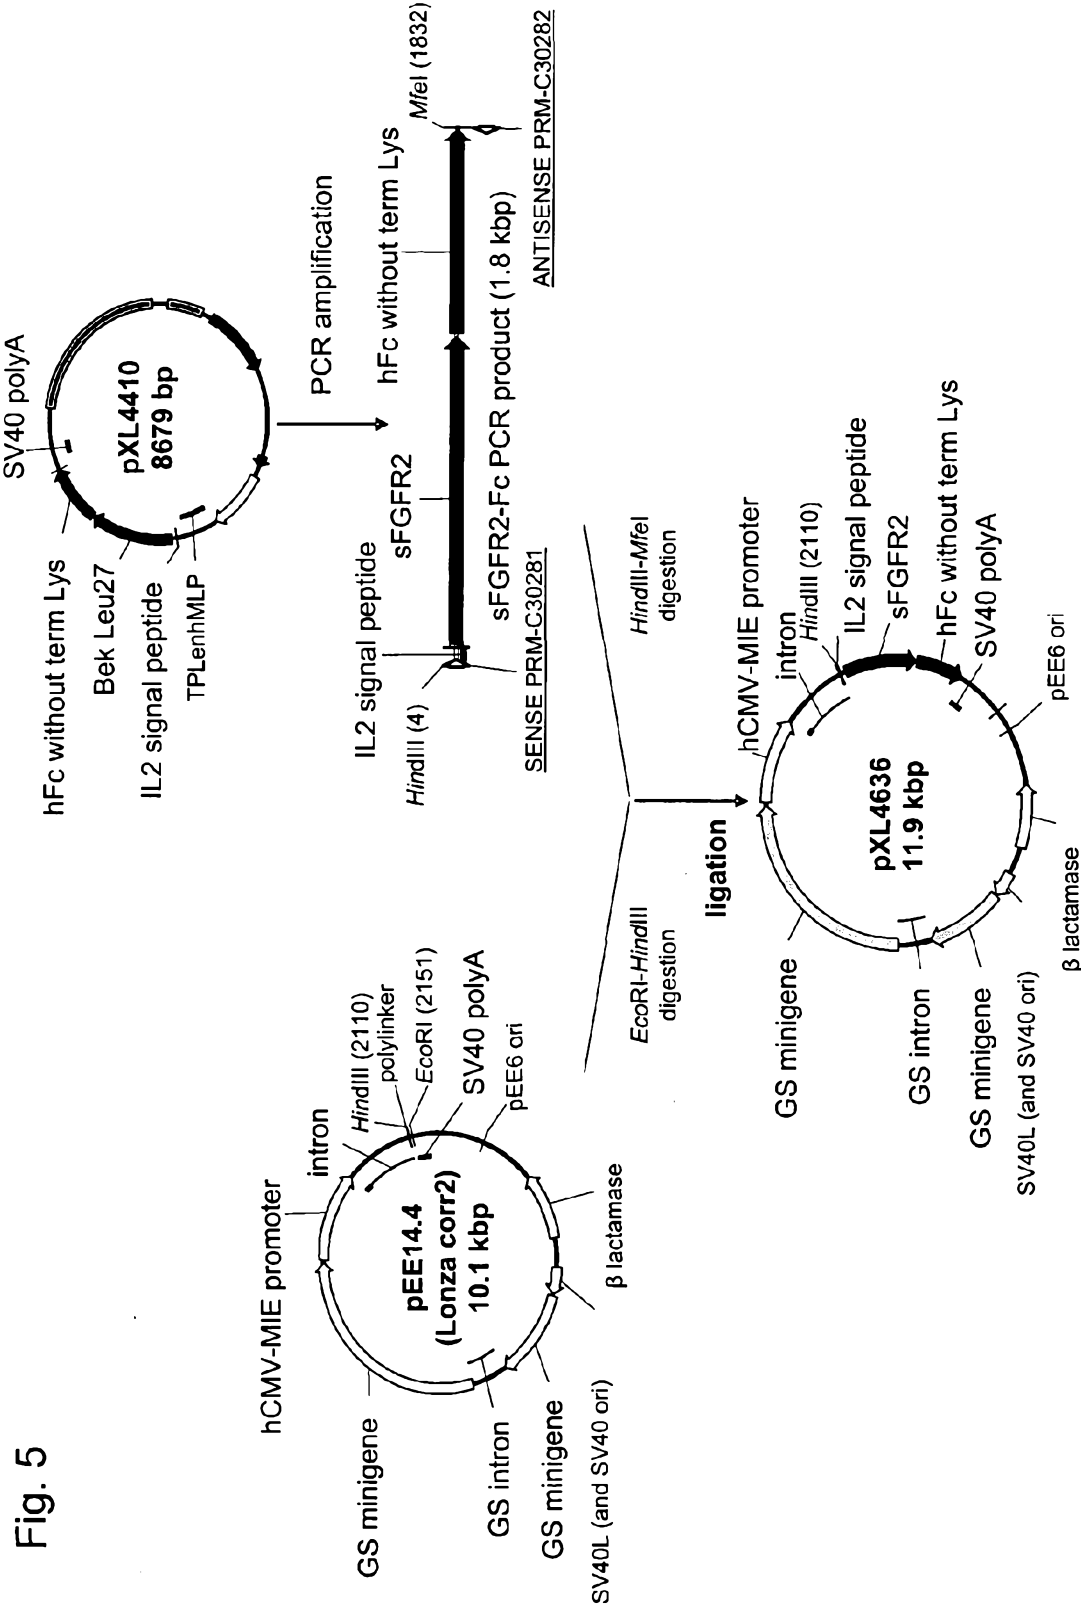 Fig. 5
hFc without term Lys
Bek Leu27
IL2 signal peptide
TPLenhMLP
SV40 polyA
pXL4410
8679 bp
PCR amplification
HindIII (4)
IL2 signal peptide
sFGFR2
hFc without term Lys
MfeI (1832)
sFGFR2-Fc PCR product (1.8 kbp)
SENSE PRM-C30281
ANTISENSE PRM-C30282
hCMV-MIE promoter
intron
HindIII (2110)
polylinker
EcoRI (2151)
SV40 polyA
pEE6 ori
GS minigene
pEE14.4
(Lonza corr2)
10.1 kbp
GS intron
GS minigene
SV40L (and SV40 ori)
β lactamase
EcoRI-HindIII
digestion
HindIII-MfeI
digestion
ligation
hCMV-MIE promoter
intron
HindIII (2110)
IL2 signal peptide
sFGFR2
hFc without term Lys
SV40 polyA
pEE6 ori
GS minigene
pXL4636
11.9 kbp
GS intron
GS minigene
SV40L (and SV40 ori)
β lactamase